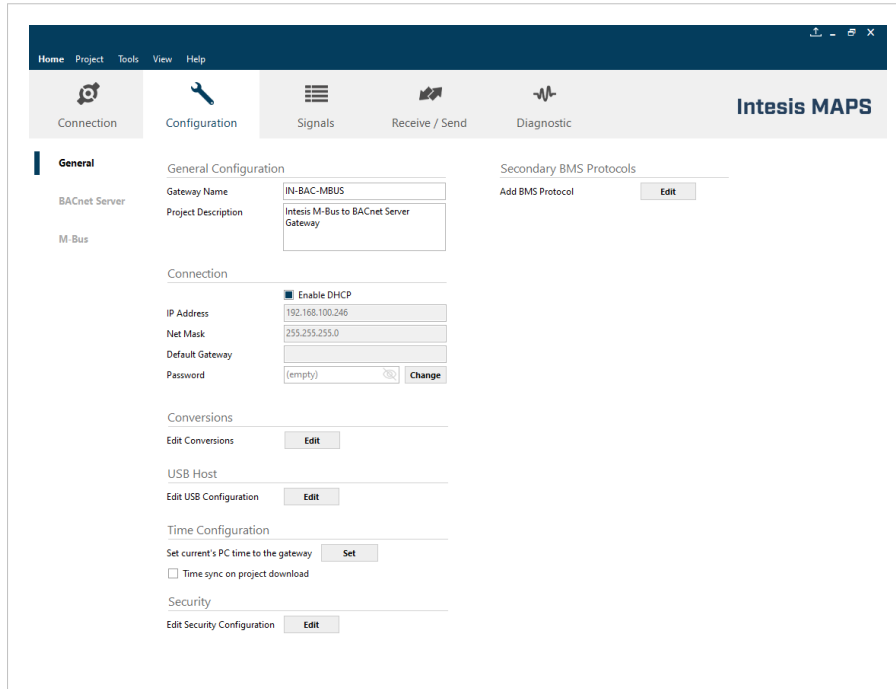 Home Project Tools View Help
Connection Configuration Signals Receive / Send Diagnostic
Intesis MAPS
General
BACnet Server
M-Bus
General Configuration
Gateway Name IN-BAC-MBUS
Project Description Intesis M-Bus to BACnet Server
Gateway
Connection
Enable DHCP
IP Address 192.168.100.246
Net Mask 255.255.255.0
Default Gateway
Password (empty) Change
Conversions
Edit Conversions Edit
USB Host
Edit USB Configuration Edit
Time Configuration
Set current's PC time to the gateway Set
Time sync on project download
Security
Edit Security Configuration Edit
Secondary BMS Protocols
Add BMS Protocol Edit